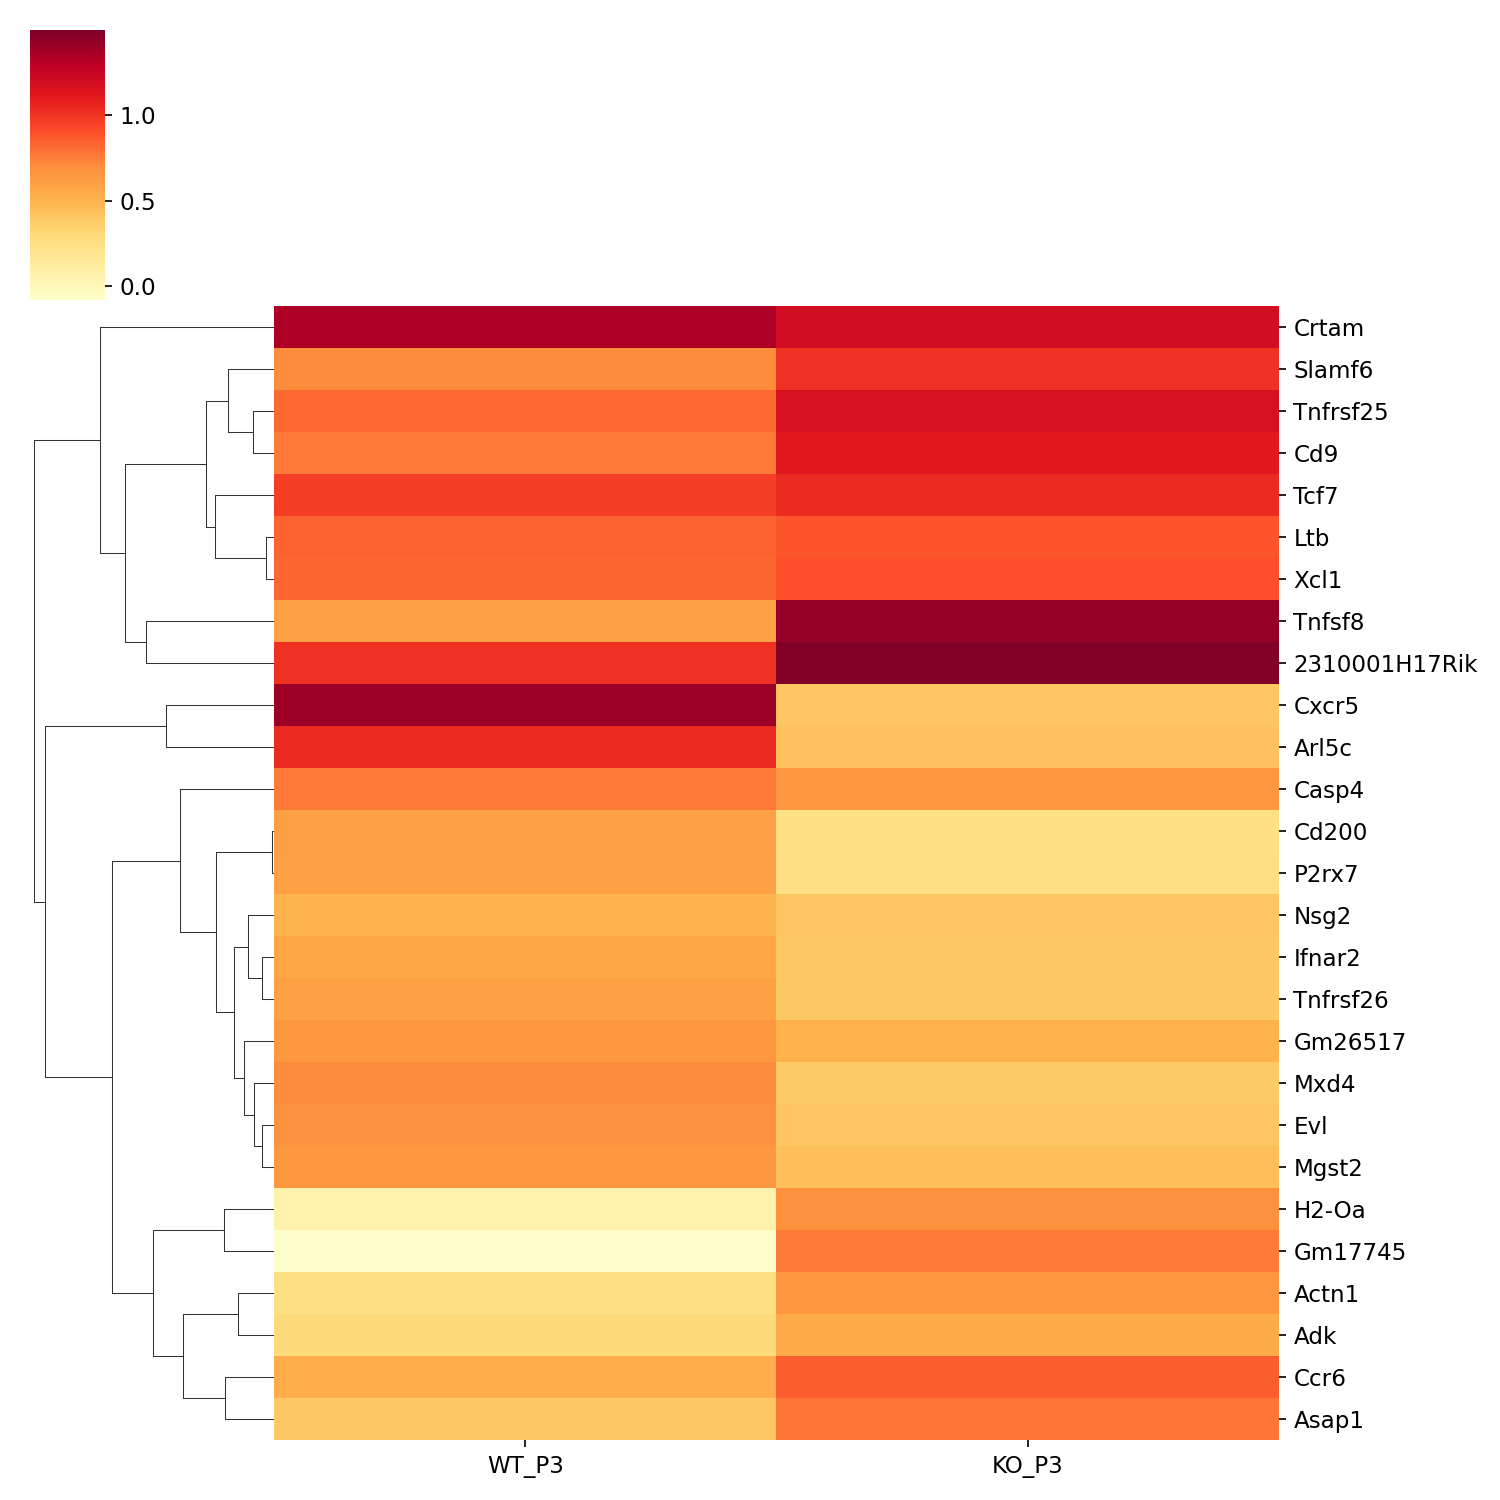 1.0
0.5
0.0
Crtam
Slamf6
Tnfrsf25
Cd9
Tcf7
Ltb
Xcl1
Tnfsf8
2310001H17Rik
Cxcr5
Arl5c
Casp4
Cd200
P2rx7
Nsg2
Ifnar2
Tnfrsf26
Gm26517
Mxd4
Evl
Mgst2
H2-Oa
Gm17745
Actn1
Adk
Ccr6
Asap1
WT_P3 KO_P3